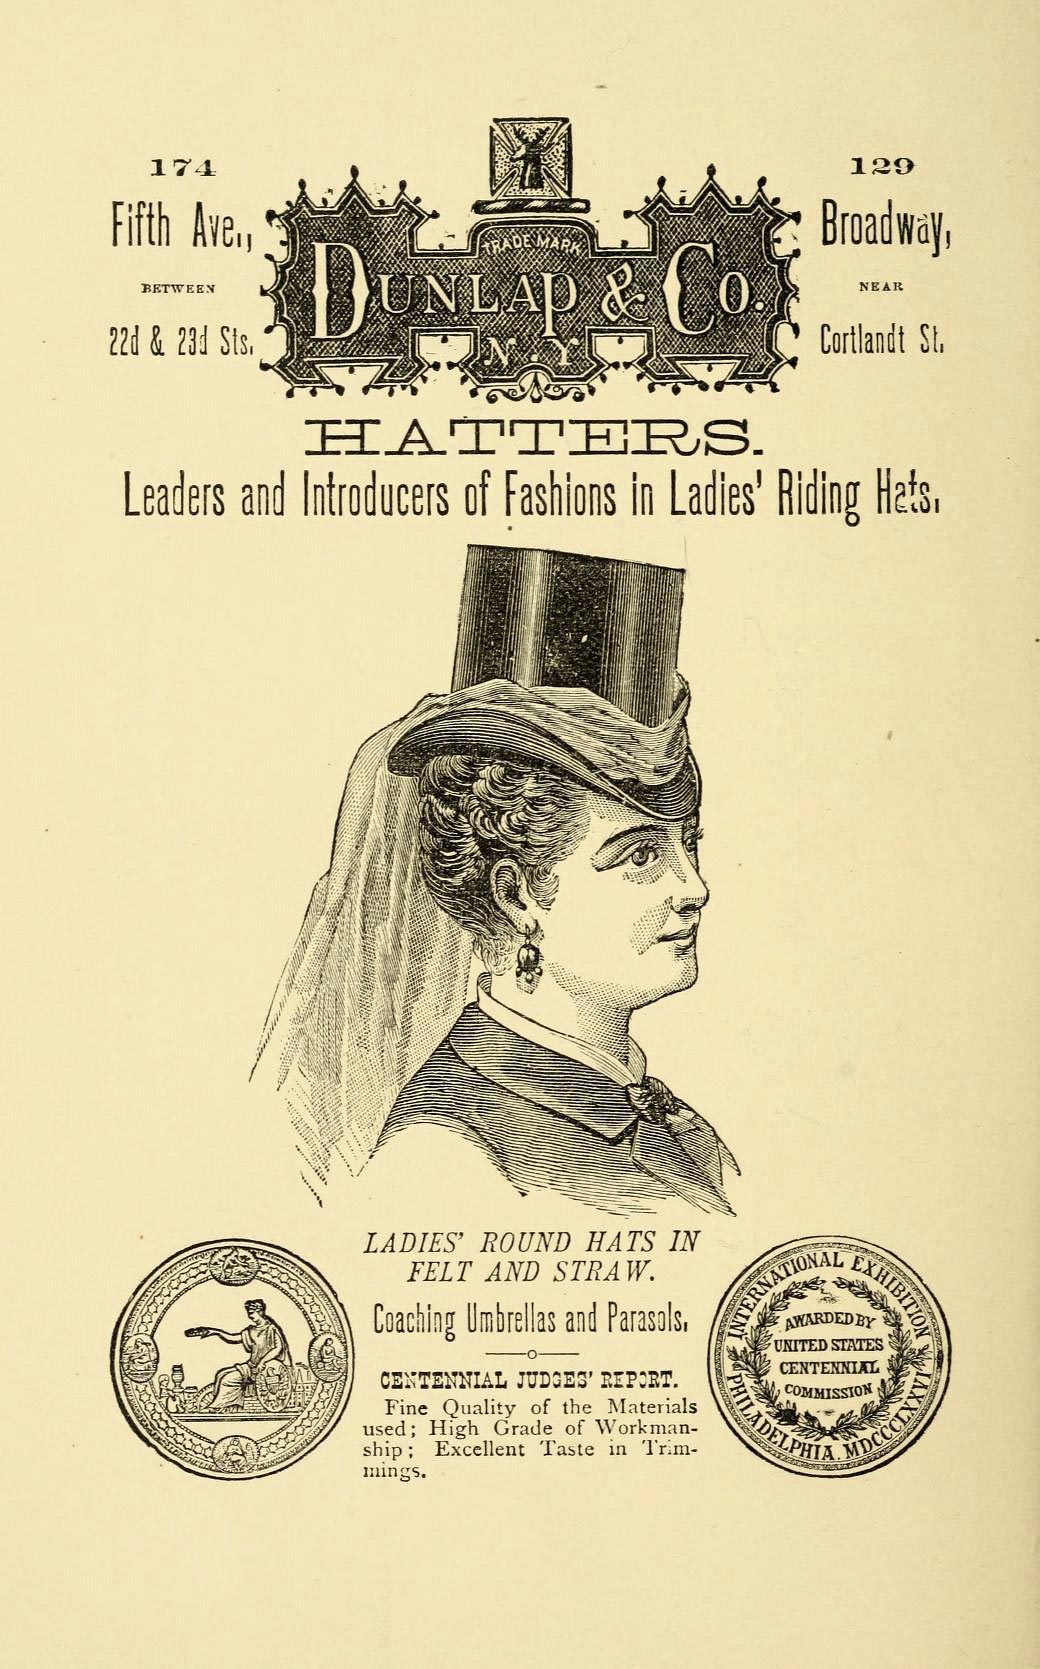 174
Fifth Ave.,
BETWEEN
22d & 23d Sts.
TRADE MARK
DUNLAP & CO.
N.Y
129
Broadway,
NEAR
Cortlandt St.
HATTERS.
Leaders and Introducers of Fashions in Ladies' Riding Hats.
LADIES' ROUND HATS IN
FELT AND STRAW.
Coaching Umbrellas and Parasols.
CENTENNIAL JUDGES' REPORT.
Fine Quality of the Materials
used; High Grade of Workman-
ship; Excellent Taste in Trim-
mings.
INTERNATIONAL EXHIBITION
PHILADELPHIA. MDCCCLXXVI
AWARDED BY
UNITED STATES
CENTENNIAL
COMMISSION